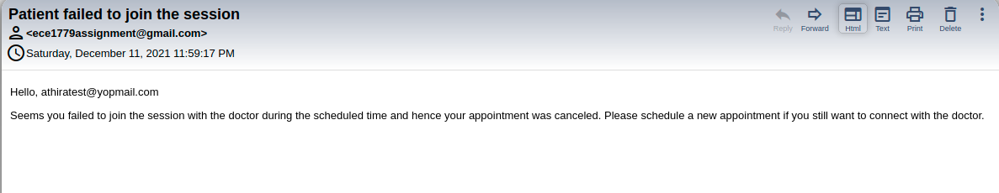 Patient failed to join the session
<ece1779assignment@gmail.com>
Saturday, December 11, 2021 11:59:17 PM
Reply Forward Html Text Print Delete
Hello, athiratest@yopmail.com
Seems you failed to join the session with the doctor during the scheduled time and hence your appointment was canceled. Please schedule a new appointment if you still want to connect with the doctor.